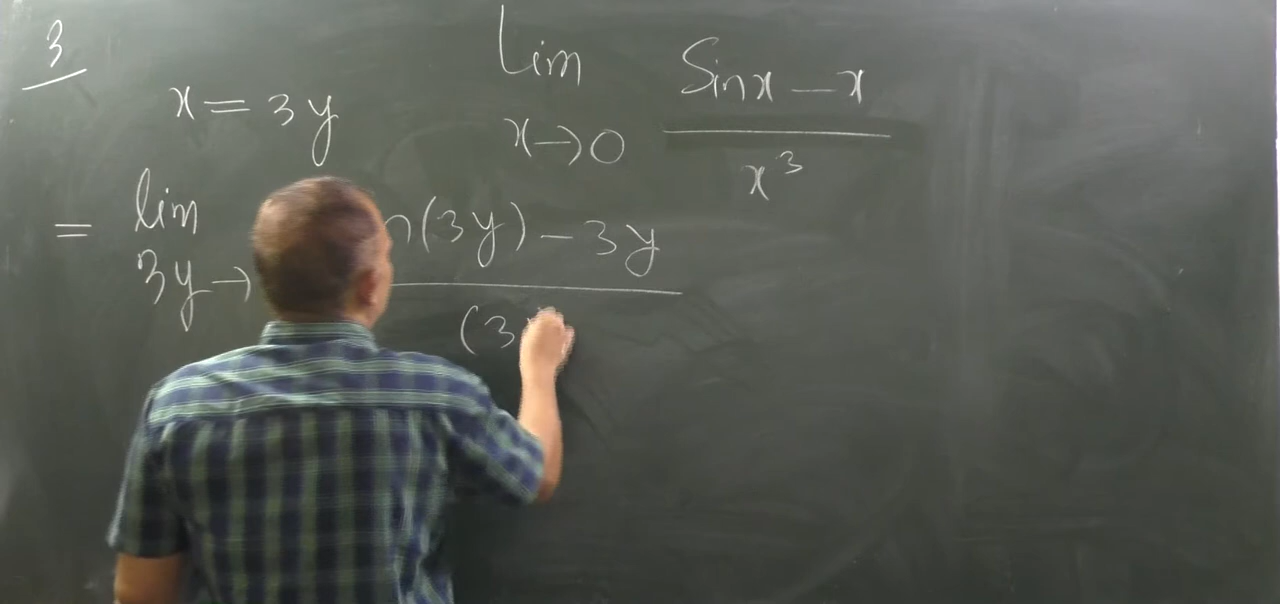 3
x = 3y
Lim x→0 (Sinx − x) / x³
= lim 3y→ n(3y) − 3y
(3